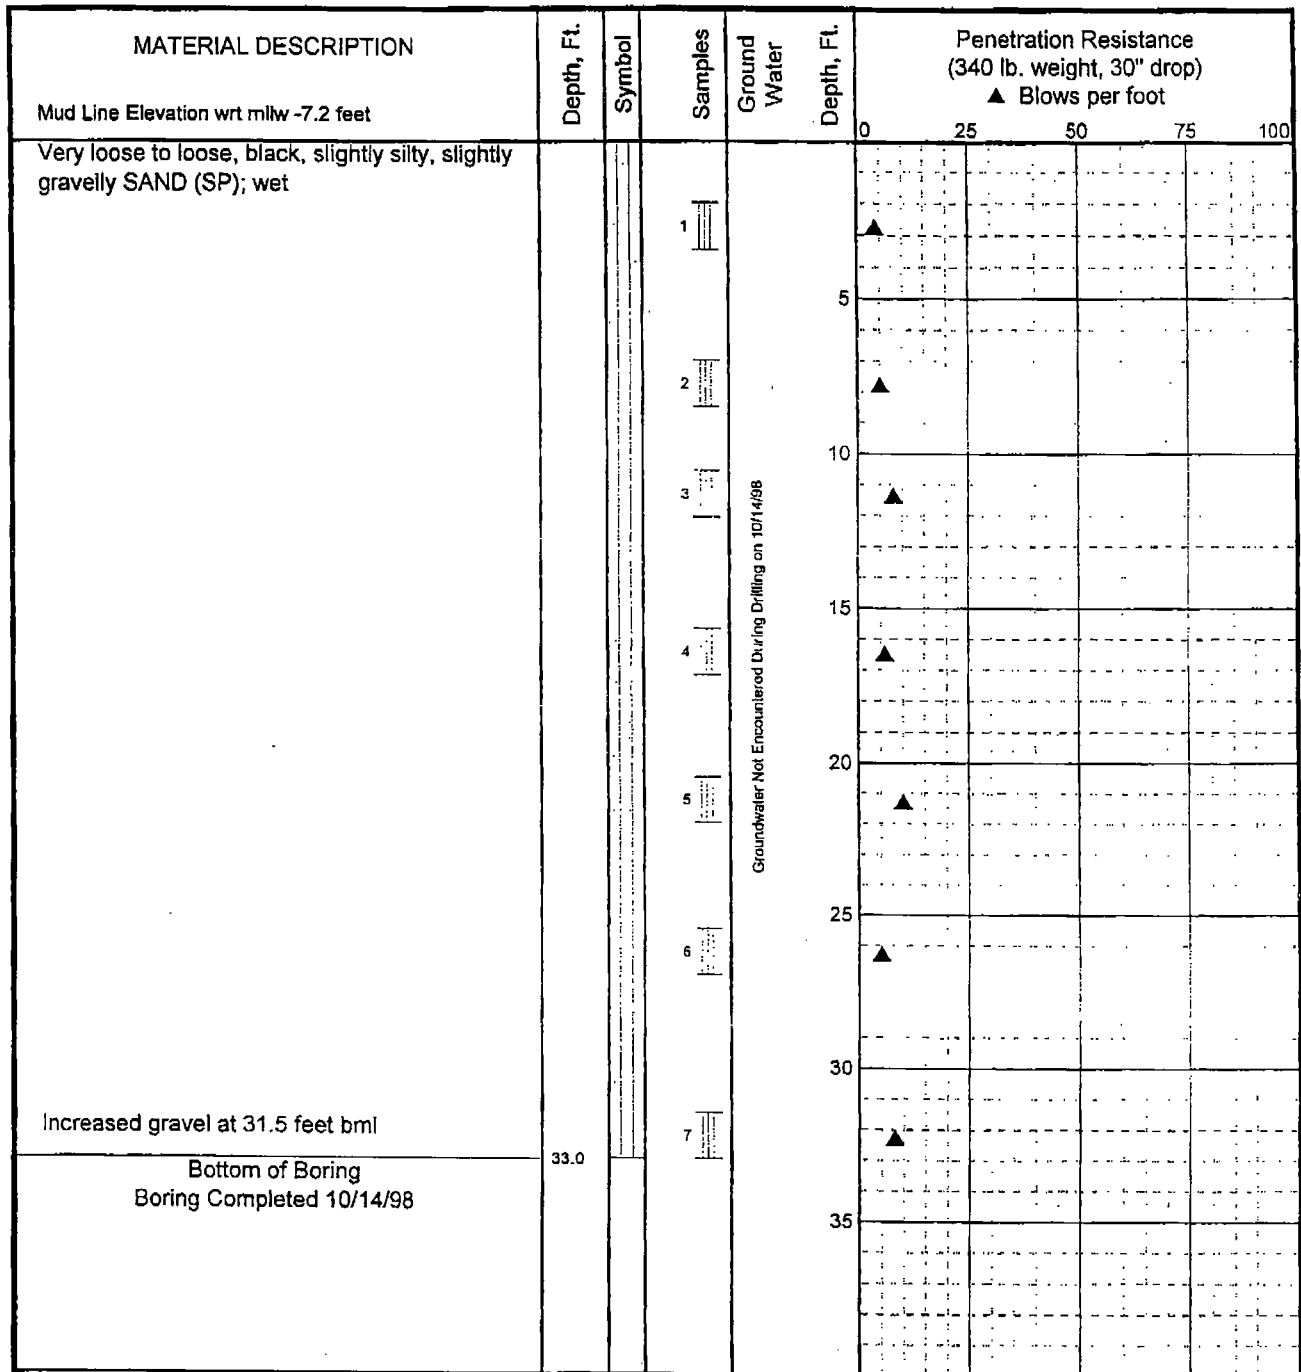 MATERIAL DESCRIPTION
Mud Line Elevation wrt mllw -7.2 feet
Depth, Ft.
Symbol
Samples
Ground
Water
Depth, Ft.
Penetration Resistance
(340 lb. weight, 30" drop)
▲ Blows per foot
0 25 50 75 100
Very loose to loose, black, slightly silty, slightly
gravelly SAND (SP); wet
1
5
2
10
3
Groundwater Not Encountered During Drilling on 10/14/98
15
4
20
5
25
6
30
Increased gravel at 31.5 feet bml
7
33.0
Bottom of Boring
Boring Completed 10/14/98
35